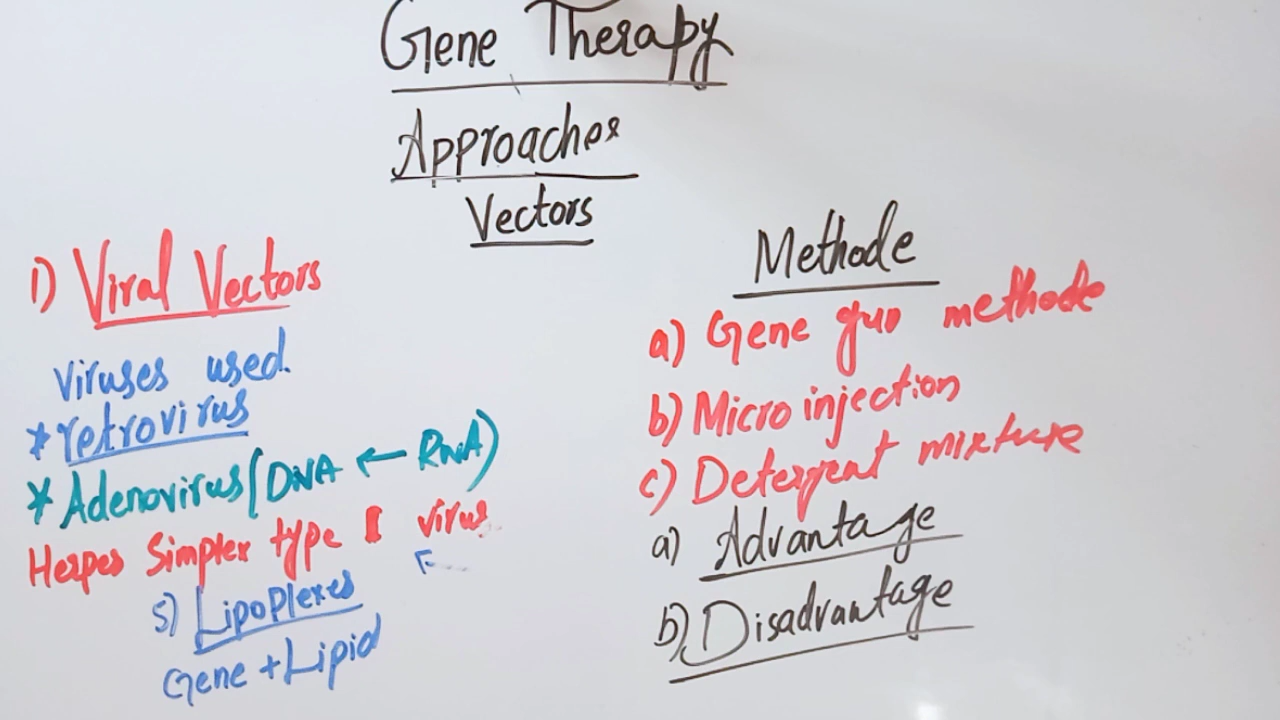 Gene Therapy
Approaches
Vectors
1) Viral Vectors
Viruses used.
* retrovirus
* Adenovirus (DNA ← RNA)
Herpes Simplex type I virus
5) Lipoplexes
Gene + Lipid
Methode
a) Gene gun methode
b) Micro injection
c) Detergent mixture
a) Advantage
b) Disadvantage